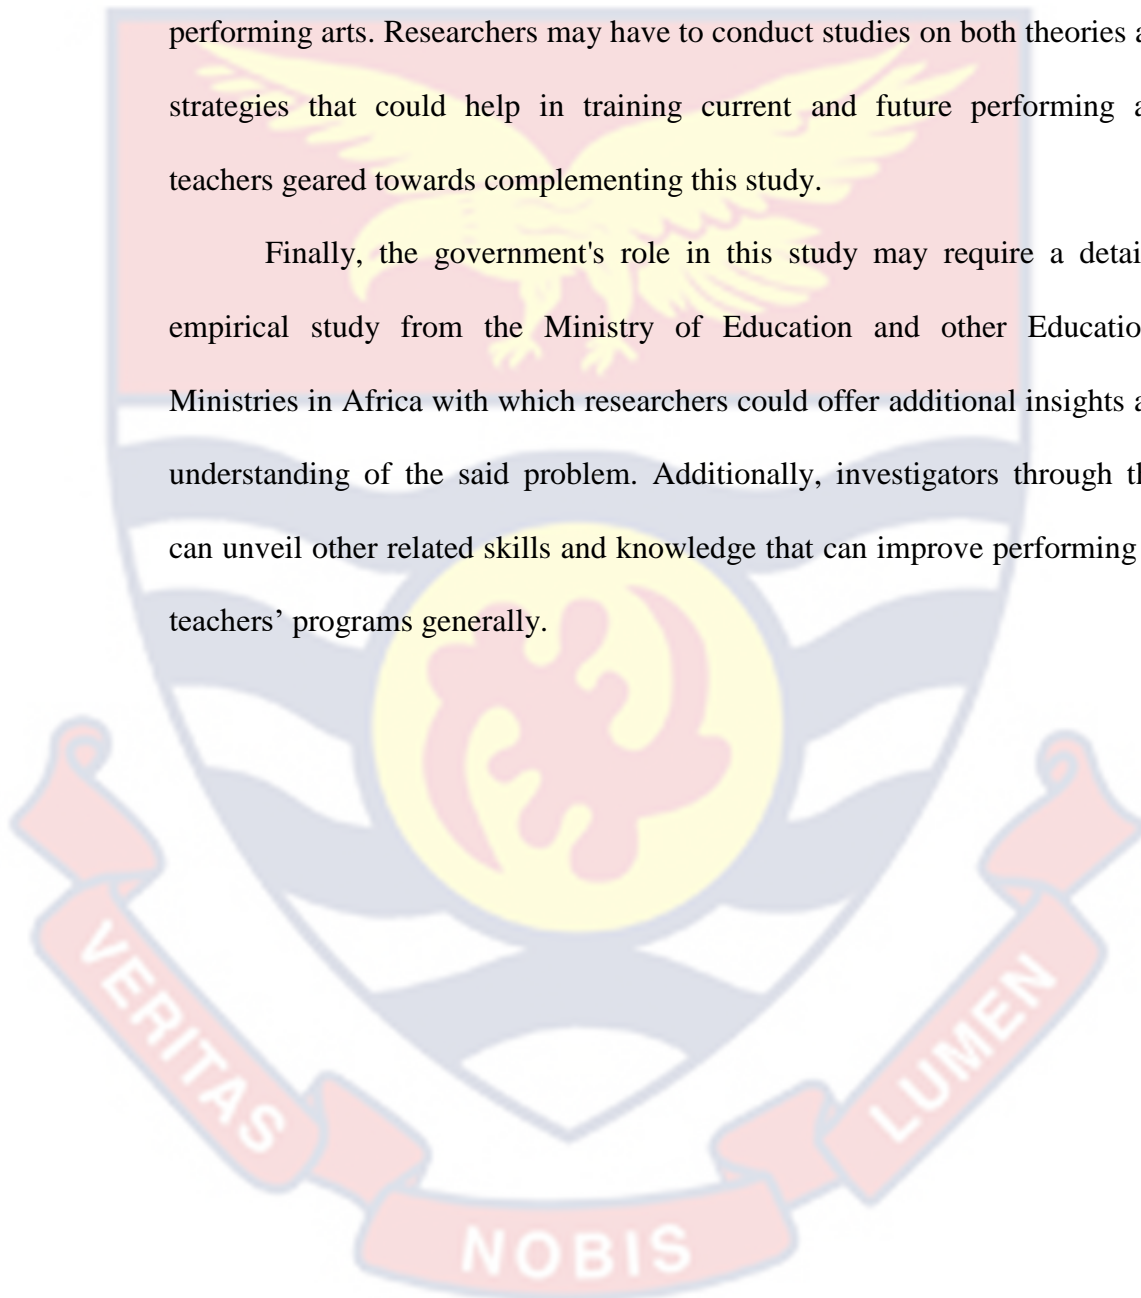 performing arts. Researchers may have to conduct studies on both theories a
strategies that could help in training current and future performing a
teachers geared towards complementing this study.
Finally, the government's role in this study may require a detai
empirical study from the Ministry of Education and other Educatio
Ministries in Africa with which researchers could offer additional insights a
understanding of the said problem. Additionally, investigators through th
can unveil other related skills and knowledge that can improve performing
teachers’ programs generally.
VERITAS
NOBIS
LUMEN